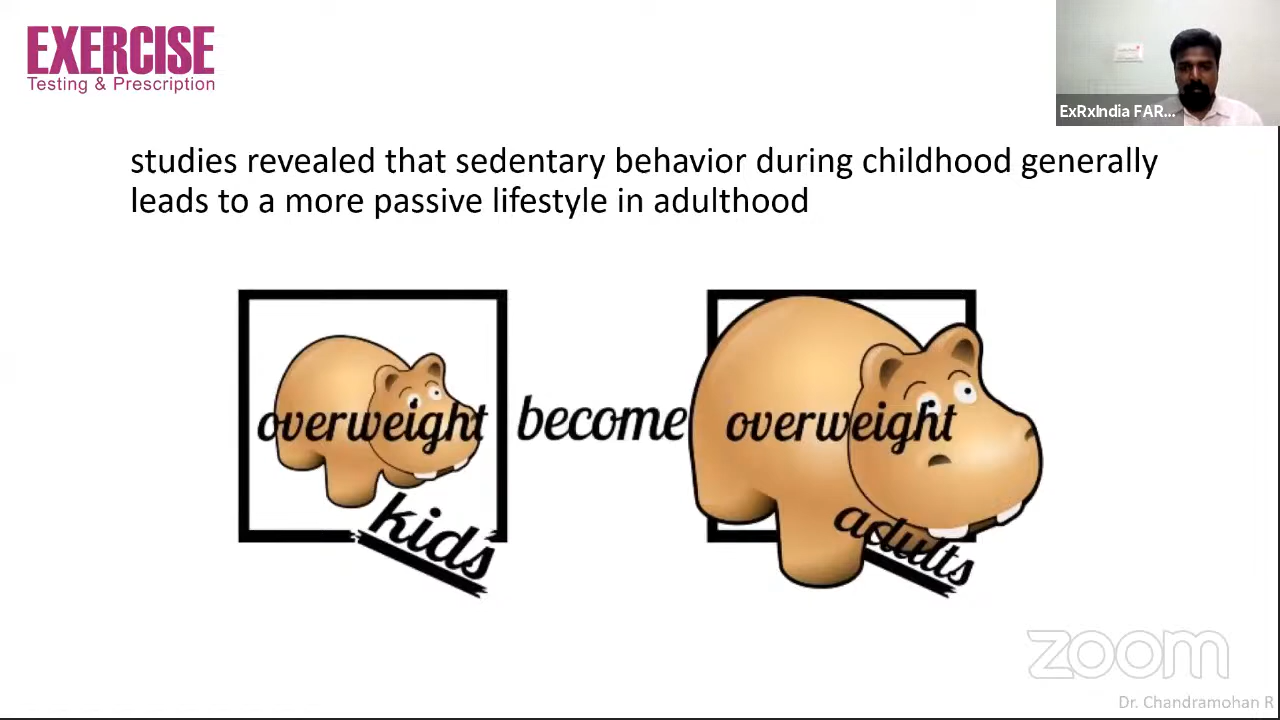 EXERCISE
Testing & Prescription
ExRxIndia FAR...
studies revealed that sedentary behavior during childhood generally
leads to a more passive lifestyle in adulthood
overweight
kids
become
overweight
adults
zoom
Dr. Chandramohan R